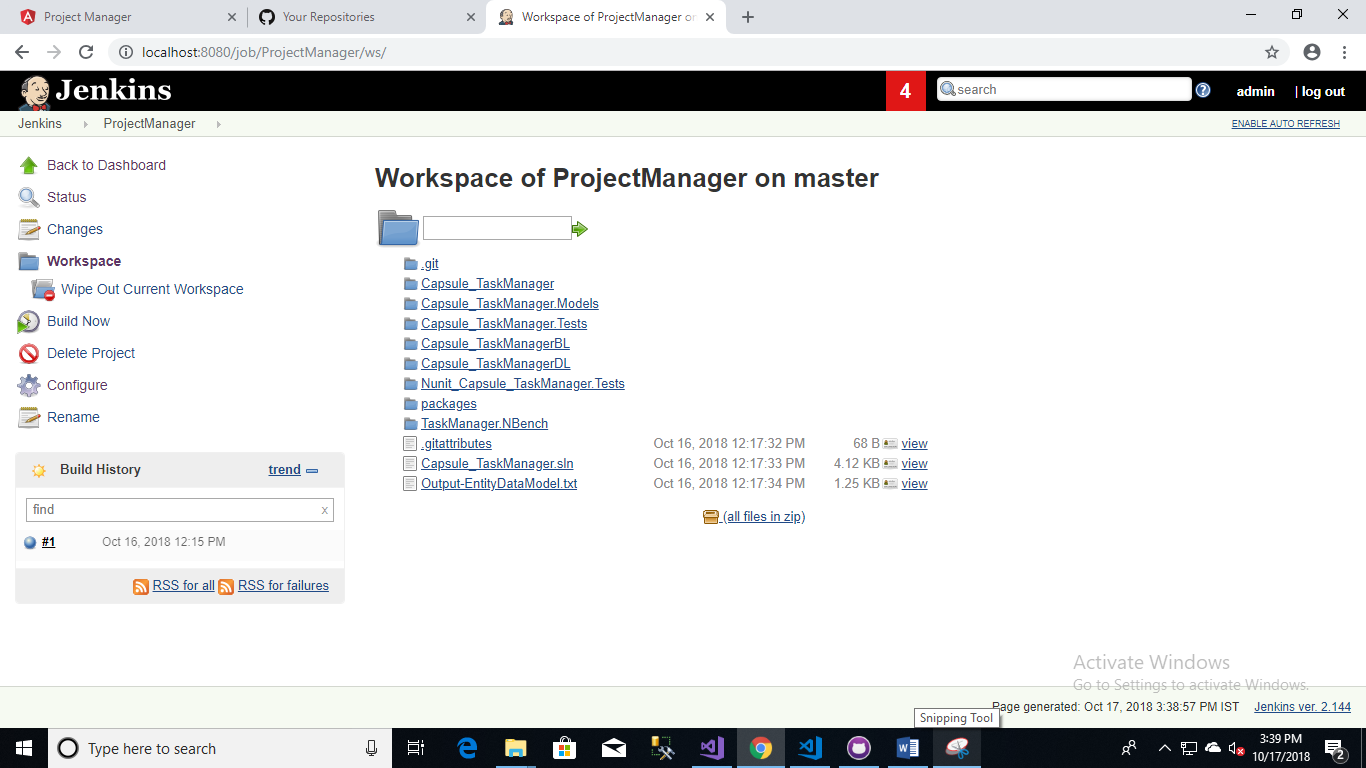 Project Manager
Your Repositories
Workspace of ProjectManager on
localhost:8080/job/ProjectManager/ws/
Jenkins
4
search
admin
| log out
Jenkins
ProjectManager
ENABLE AUTO REFRESH
Back to Dashboard
Status
Changes
Workspace
Wipe Out Current Workspace
Build Now
Delete Project
Configure
Rename
Build History
trend
find
x
#1 Oct 16, 2018 12:15 PM
RSS for all RSS for failures
Workspace of ProjectManager on master
.git
Capsule_TaskManager
Capsule_TaskManager.Models
Capsule_TaskManager.Tests
Capsule_TaskManagerBL
Capsule_TaskManagerDL
Nunit_Capsule_TaskManager.Tests
packages
TaskManager.NBench
.gitattributes Oct 16, 2018 12:17:32 PM 68 B view
Capsule_TaskManager.sln Oct 16, 2018 12:17:33 PM 4.12 KB view
Output-EntityDataModel.txt Oct 16, 2018 12:17:34 PM 1.25 KB view
(all files in zip)
Activate Windows
Go to Settings to activate Windows.
Page generated: Oct 17, 2018 3:38:57 PM IST Jenkins ver. 2.144
Snipping Tool
Type here to search
3:39 PM
10/17/2018
2